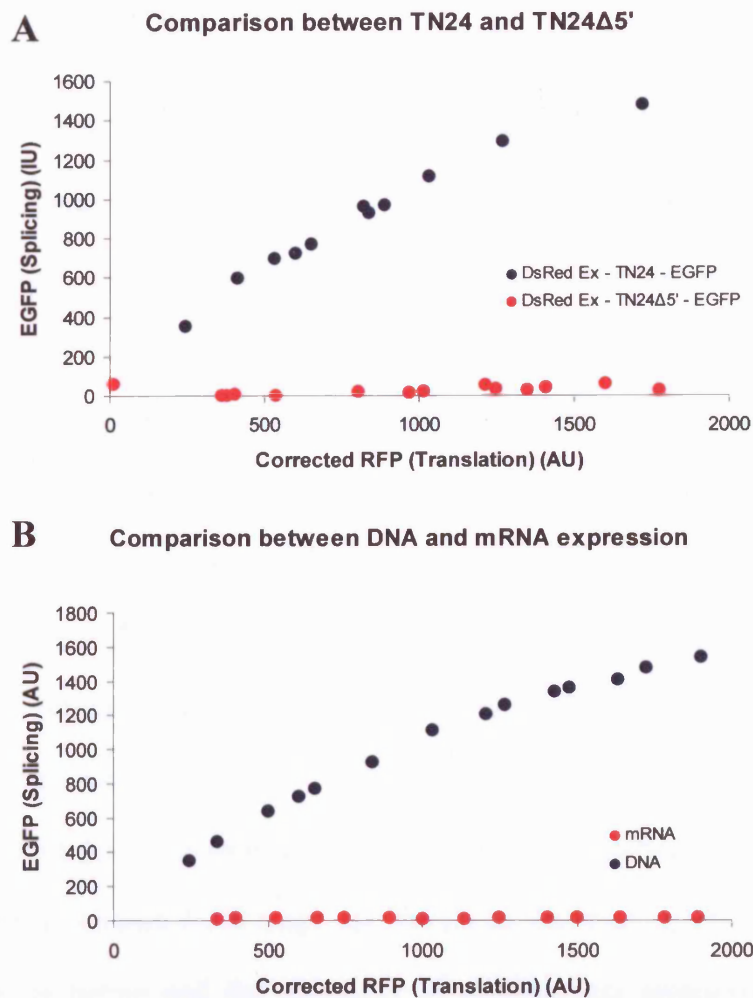 A
Comparison between TN24 and TN24Δ5'
1600
1400
1200
1000
800
600
400
200
0
EGFP (Splicing) (IU)
DsRed Ex - TN24 - EGFP
DsRed Ex - TN24Δ5' - EGFP
0 500 1000 1500 2000
Corrected RFP (Translation) (AU)
B
Comparison between DNA and mRNA expression
1800
1600
1400
1200
1000
800
600
400
200
0
EGFP (Splicing) (AU)
mRNA
DNA
0 500 1000 1500 2000
Corrected RFP (Translation) (AU)